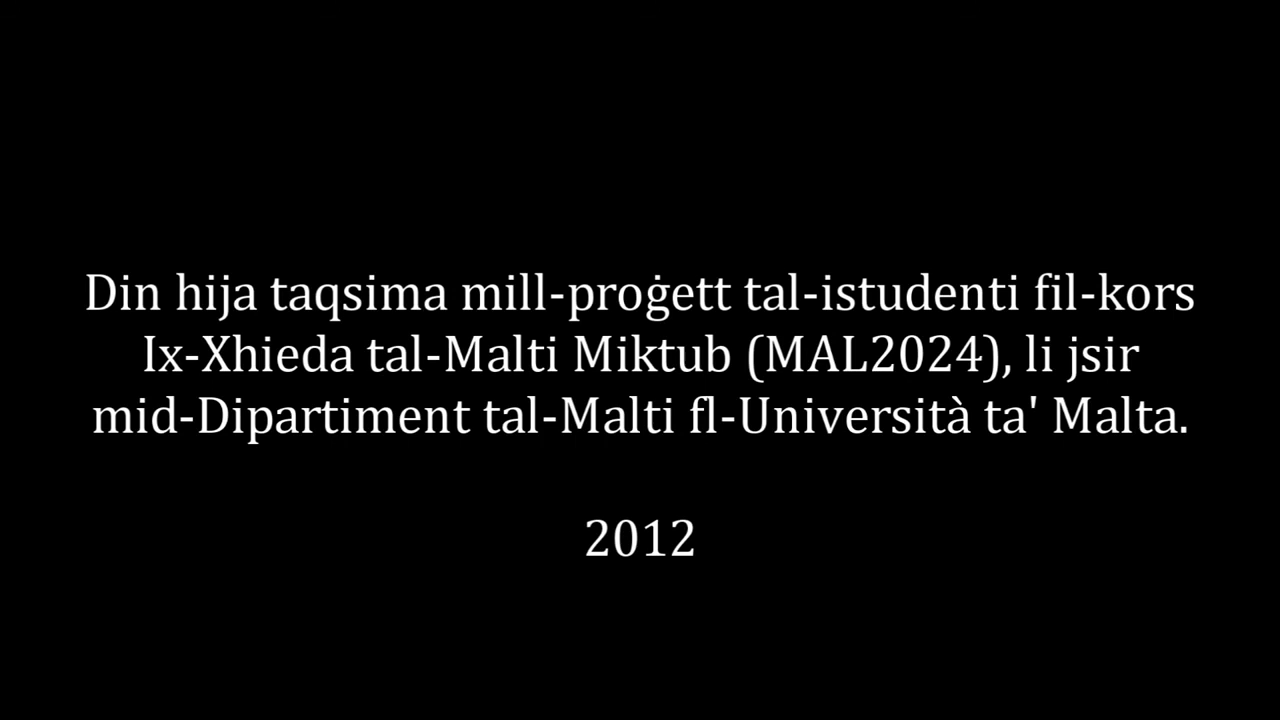 Din hija taqsima mill-proġett tal-istudenti fil-kors
Ix-Xhieda tal-Malti Miktub (MAL2024), li jsir
mid-Dipartiment tal-Malti fl-Università ta' Malta.
2012